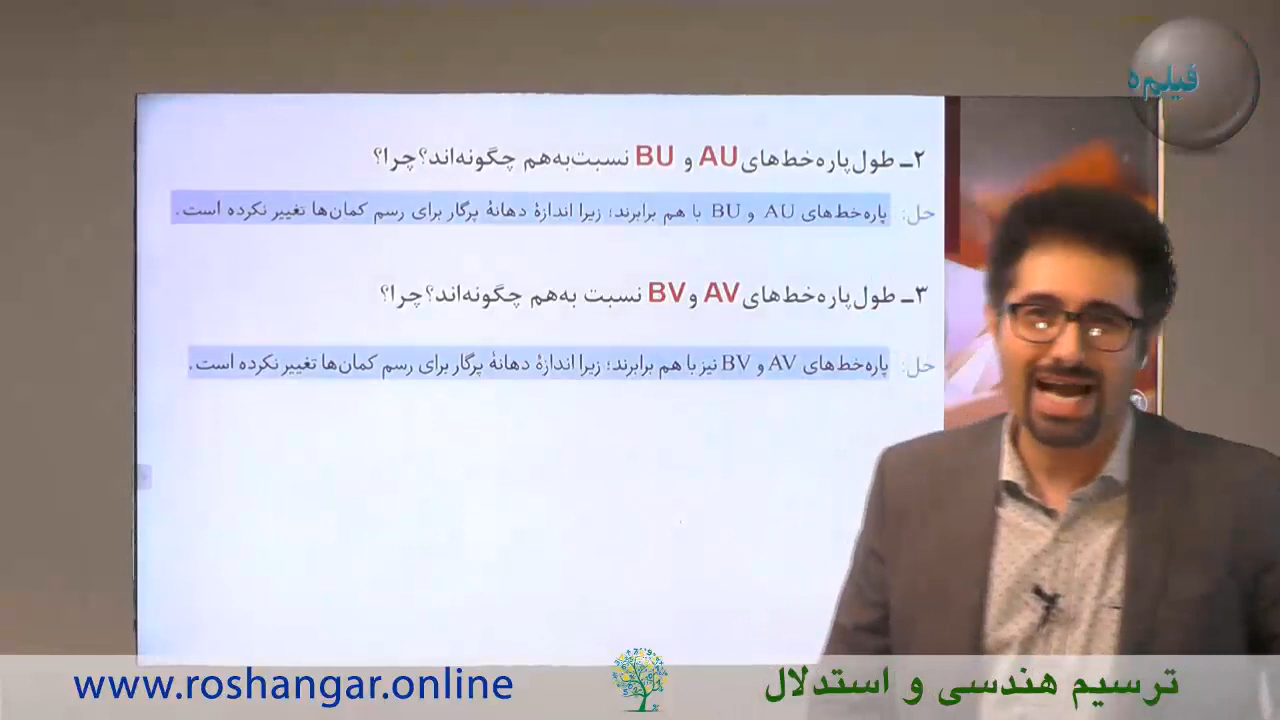 فیلم ه
۲ـ طول پاره‌خط‌های AU و BU نسبت‌به‌هم چگونه‌اند؟ چرا؟
حل: پاره‌خط‌های AU و BU با هم برابرند؛ زیرا اندازهٔ دهانهٔ پرگار برای رسم کمان‌ها تغییر نکرده است.
۳ـ طول پاره‌خط‌های AV و BV نسبت به‌هم چگونه‌اند؟ چرا؟
حل: پاره‌خط‌های AV و BV نیز با هم برابرند؛ زیرا اندازهٔ دهانهٔ پرگار برای رسم کمان‌ها تغییر نکرده است.
ترسیم هندسی و استدلال
www.roshangar.online